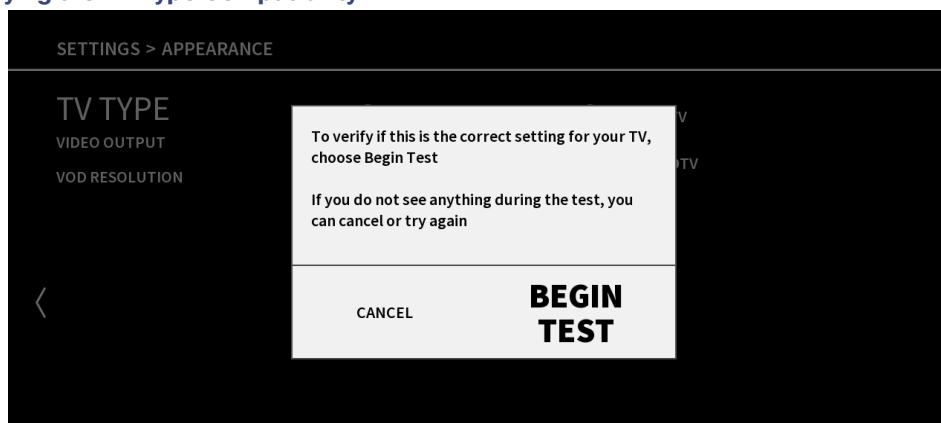 SETTINGS > APPEARANCE
TV TYPE
VIDEO OUTPUT
VOD RESOLUTION
To verify if this is the correct setting for your TV,
choose Begin Test
If you do not see anything during the test, you
can cancel or try again
CANCEL
BEGIN
TEST